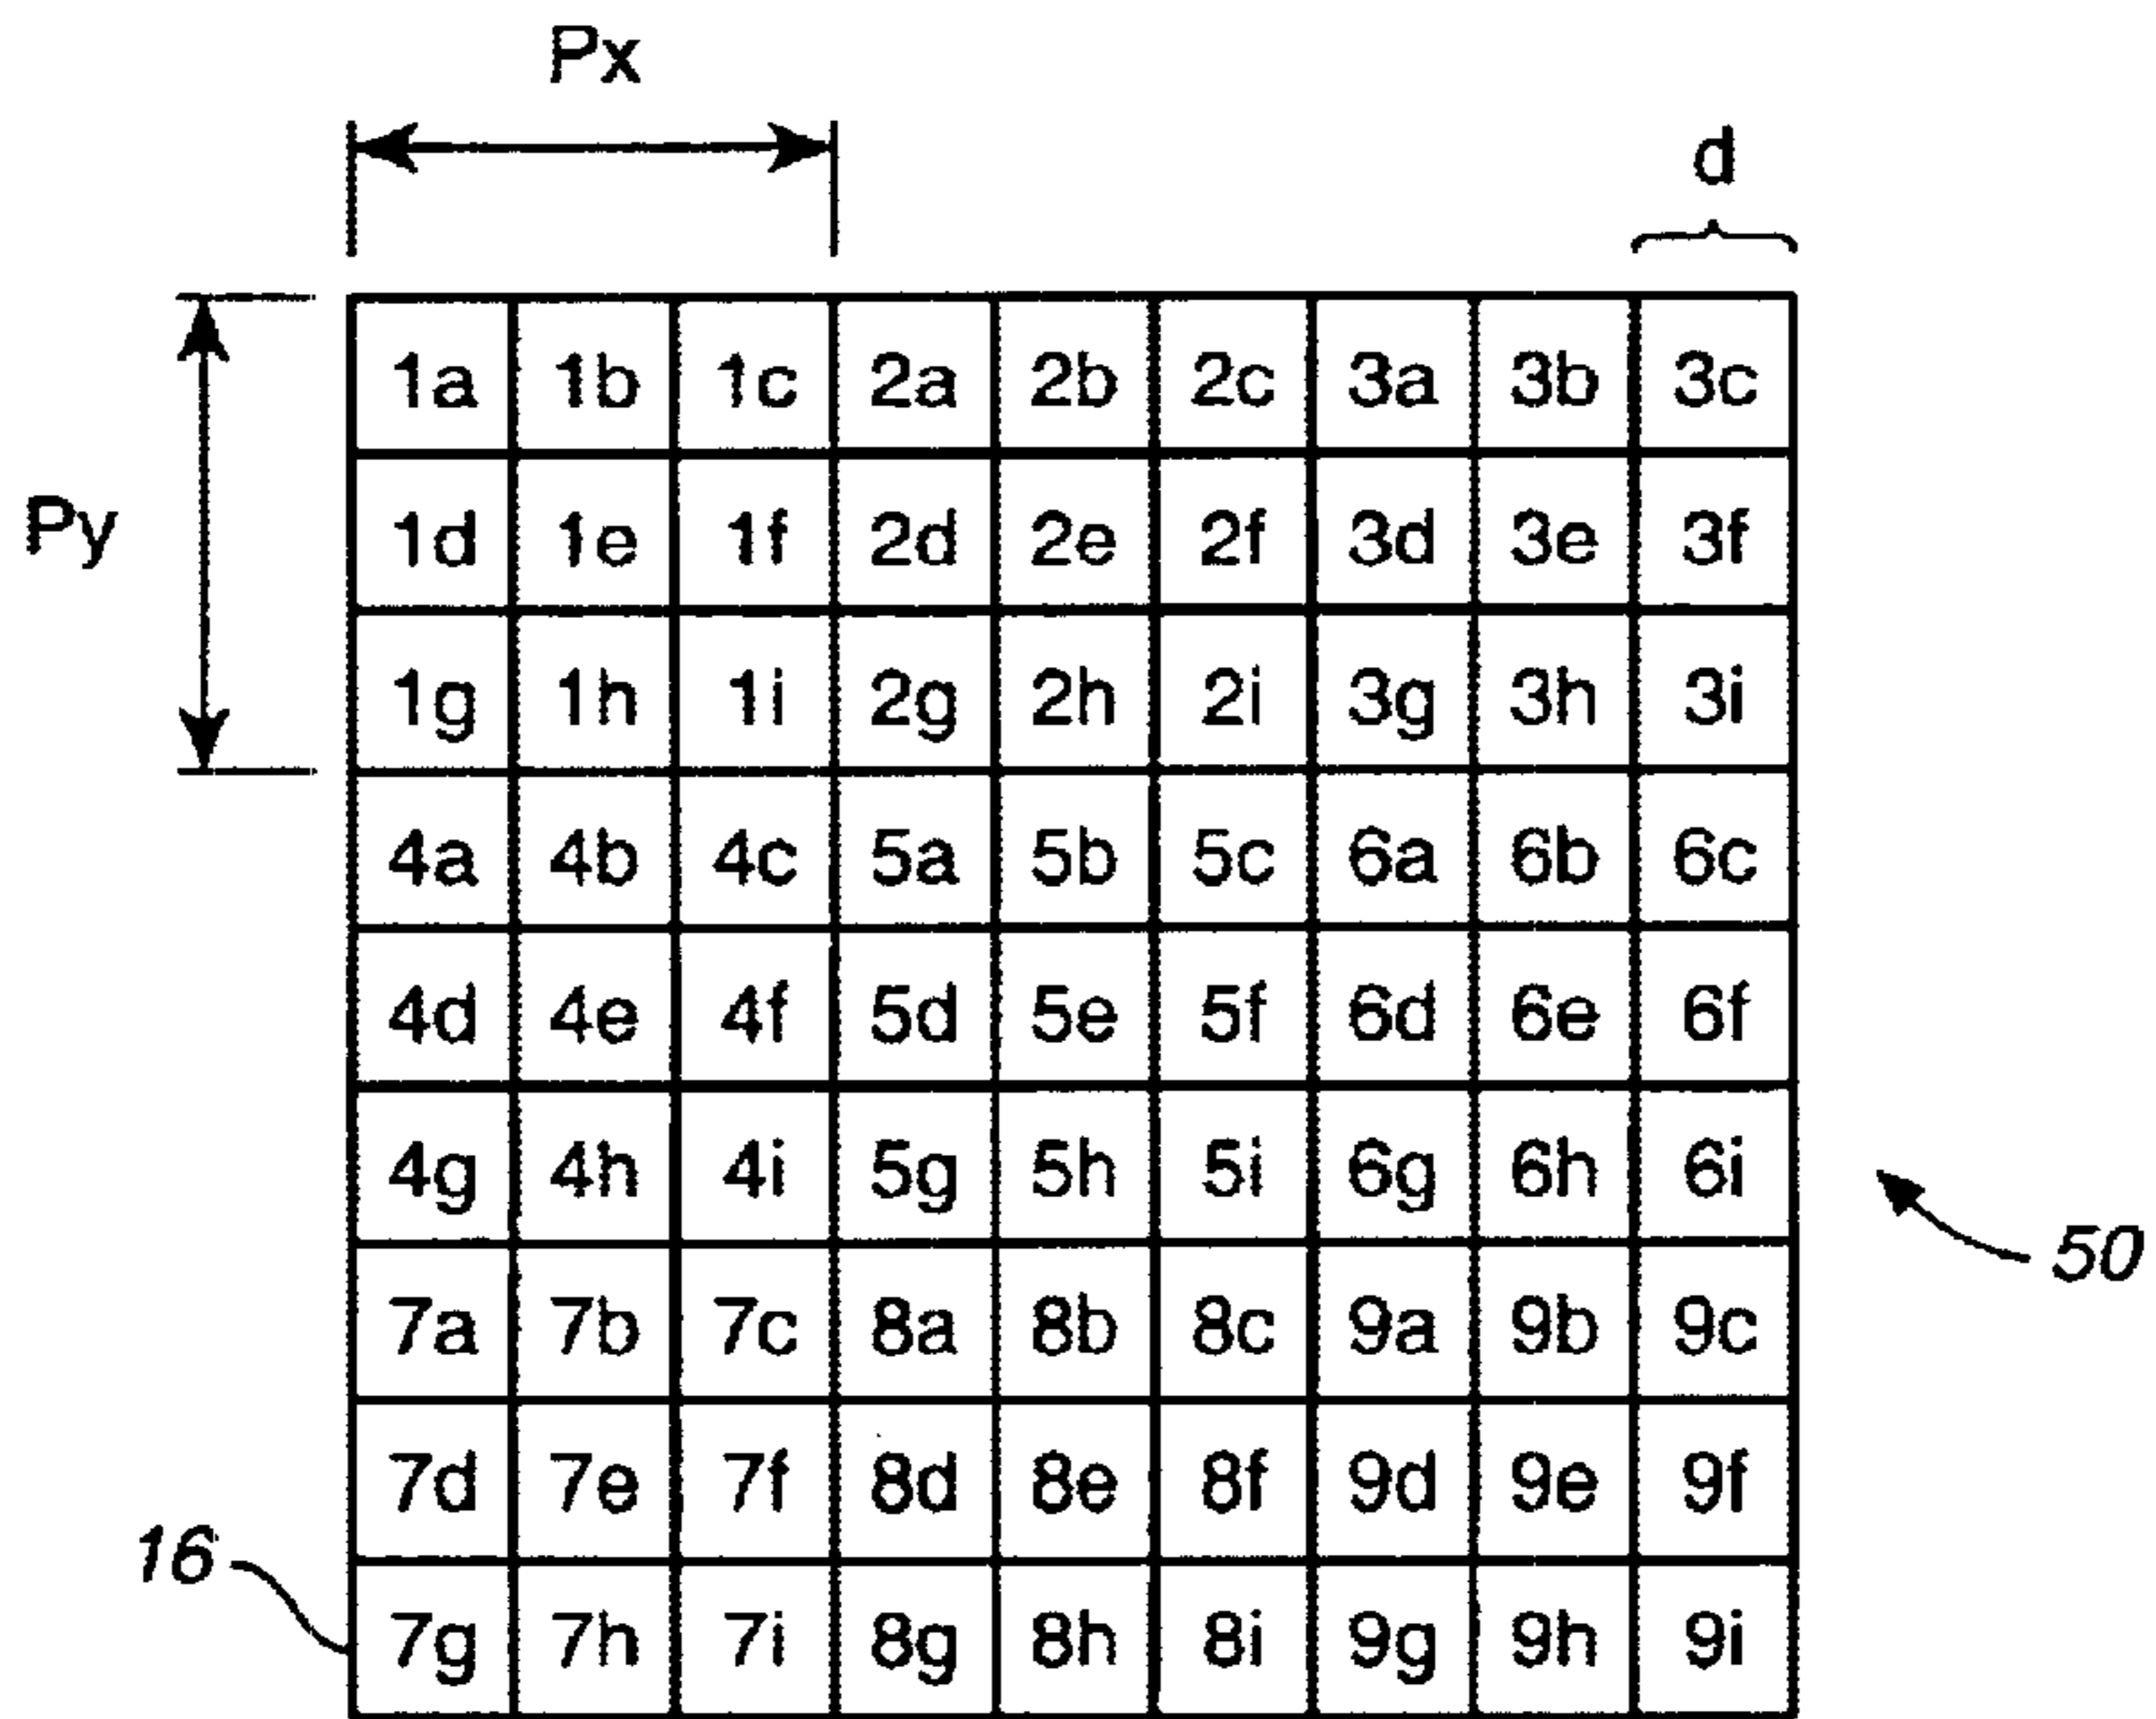 Px
d
Py
1a 1b 1c 2a 2b 2c 3a 3b 3c
1d 1e 1f 2d 2e 2f 3d 3e 3f
1g 1h 1i 2g 2h 2i 3g 3h 3i
4a 4b 4c 5a 5b 5c 6a 6b 6c
4d 4e 4f 5d 5e 5f 6d 6e 6f
4g 4h 4i 5g 5h 5i 6g 6h 6i
50
7a 7b 7c 8a 8b 8c 9a 9b 9c
7d 7e 7f 8d 8e 8f 9d 9e 9f
16
7g 7h 7i 8g 8h 8i 9g 9h 9i